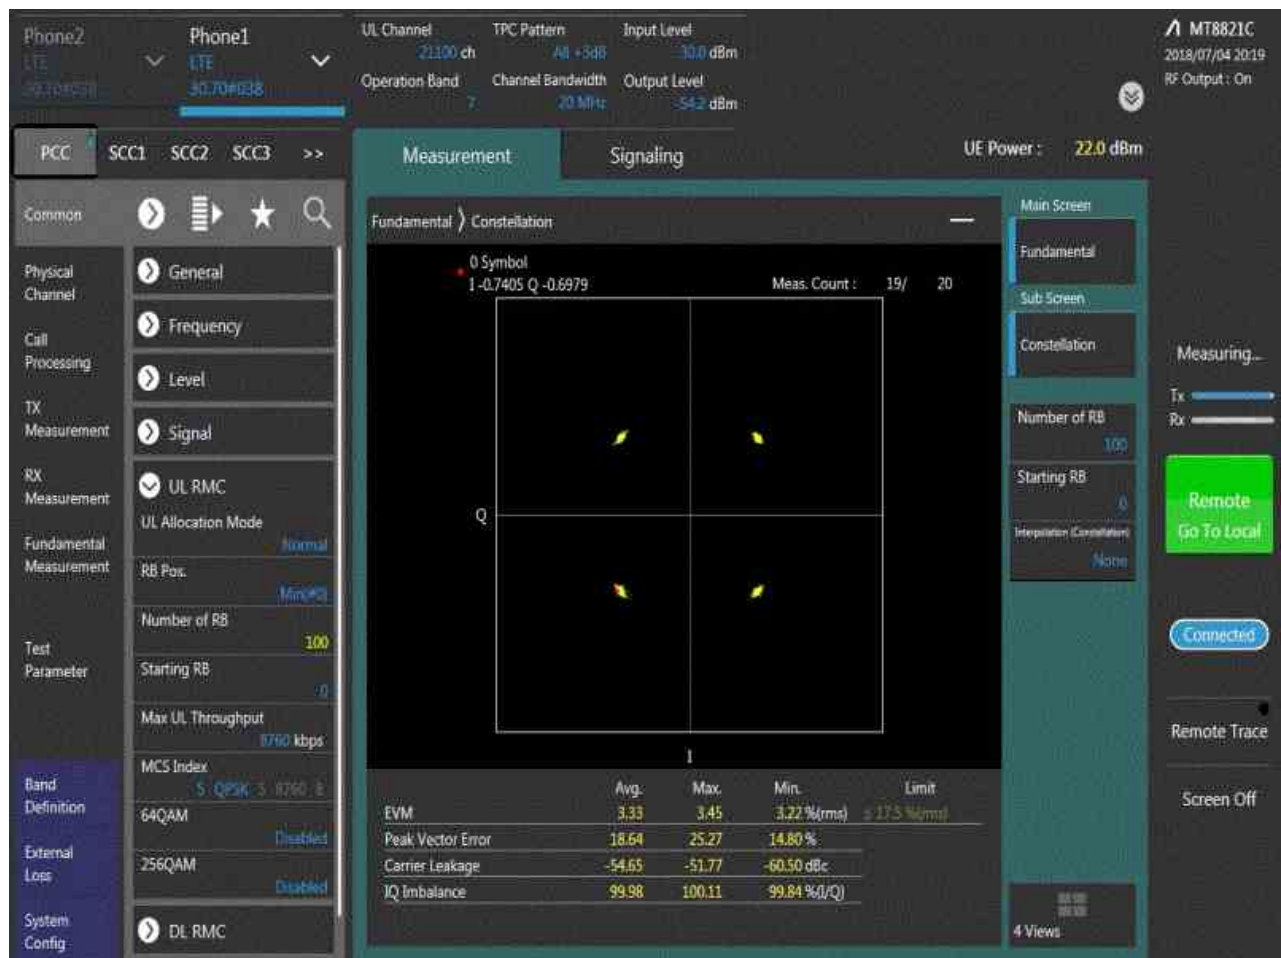 Phone2
LTE
30.70#038
Phone1
LTE
30.70#038
UL Channel
21100 ch
TPC Pattern
All +3dB
Input Level
30.0 dBm
Operation Band
7
Channel Bandwidth
20 MHz
Output Level
-54.2 dBm
MT8821C
2018/07/04 20:19
RF Output : On
PCC
SCC1
SCC2
SCC3
>>
Measurement
Signaling
UE Power : 22.0 dBm
Common
Physical
Channel
Call
Processing
TX
Measurement
RX
Measurement
Fundamental
Measurement
Test
Parameter
Band
Definition
External
Loss
System
Config
General
Frequency
Level
Signal
UL RMC
UL Allocation Mode
Normal
RB Pos.
Min(#0)
Number of RB
100
Starting RB
0
Max UL Throughput
8760 kbps
MCS Index
5 QPSK 5 8760 8
64QAM
Disabled
256QAM
Disabled
DL RMC
Fundamental 〉 Constellation
0 Symbol
I -0.7405 Q -0.6979
Meas. Count : 19/ 20
Q
I
Avg. Max. Min. Limit
EVM 3.33 3.45 3.22 %(rms) ≤ 17.5 %(rms)
Peak Vector Error 18.64 25.27 14.80 %
Carrier Leakage -54.65 -51.77 -60.50 dBc
IQ Imbalance 99.98 100.11 99.84 %(I/Q)
Main Screen
Fundamental
Sub Screen
Constellation
Number of RB
100
Starting RB
0
Interpolation (Constellation)
None
4 Views
Measuring...
Tx
Rx
Remote
Go To Local
Connected
Remote Trace
Screen Off